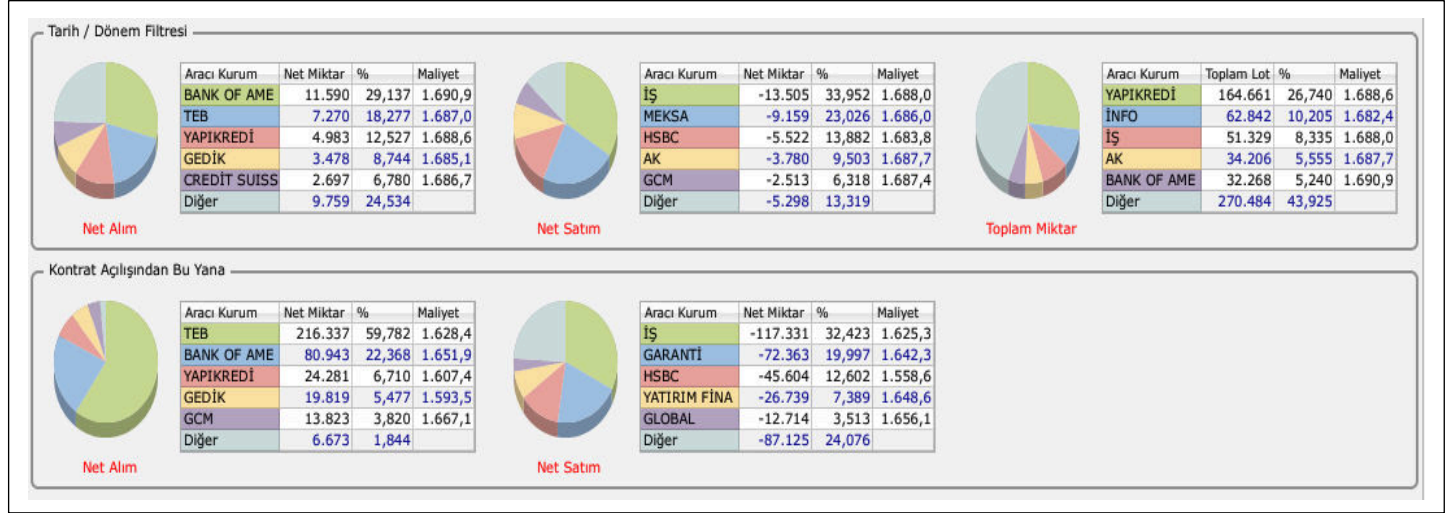 Tarih / Dönem Filtresi
Aracı Kurum Net Miktar % Maliyet
BANK OF AME 11.590 29,137 1.690,9
TEB 7.270 18,277 1.687,0
YAPIKREDİ 4.983 12,527 1.688,6
GEDİK 3.478 8,744 1.685,1
CREDİT SUISS 2.697 6,780 1.686,7
Diğer 9.759 24,534
Net Alım
Aracı Kurum Net Miktar % Maliyet
İŞ -13.505 33,952 1.688,0
MEKSA -9.159 23,026 1.686,0
HSBC -5.522 13,882 1.683,8
AK -3.780 9,503 1.687,7
GCM -2.513 6,318 1.687,4
Diğer -5.298 13,319
Net Satım
Aracı Kurum Toplam Lot % Maliyet
YAPIKREDİ 164.661 26,740 1.688,6
İNFO 62.842 10,205 1.682,4
İŞ 51.329 8,335 1.688,0
AK 34.206 5,555 1.687,7
BANK OF AME 32.268 5,240 1.690,9
Diğer 270.484 43,925
Toplam Miktar
Kontrat Açılışından Bu Yana
Aracı Kurum Net Miktar % Maliyet
TEB 216.337 59,782 1.628,4
BANK OF AME 80.943 22,368 1.651,9
YAPIKREDİ 24.281 6,710 1.607,4
GEDİK 19.819 5,477 1.593,5
GCM 13.823 3,820 1.667,1
Diğer 6.673 1,844
Net Alım
Aracı Kurum Net Miktar % Maliyet
İŞ -117.331 32,423 1.625,3
GARANTİ -72.363 19,997 1.642,3
HSBC -45.604 12,602 1.558,6
YATIRIM FİNA -26.739 7,389 1.648,6
GLOBAL -12.714 3,513 1.656,1
Diğer -87.125 24,076
Net Satım